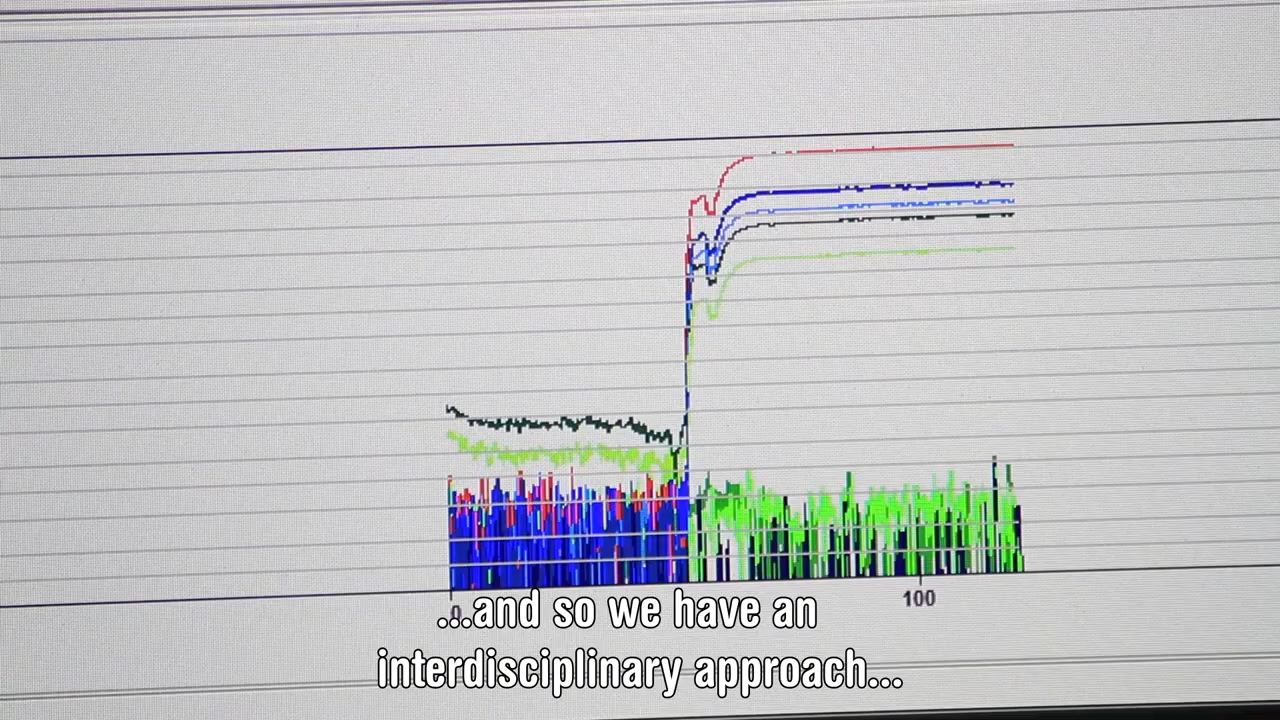 0
100
...and so we have an
interdisciplinary approach...